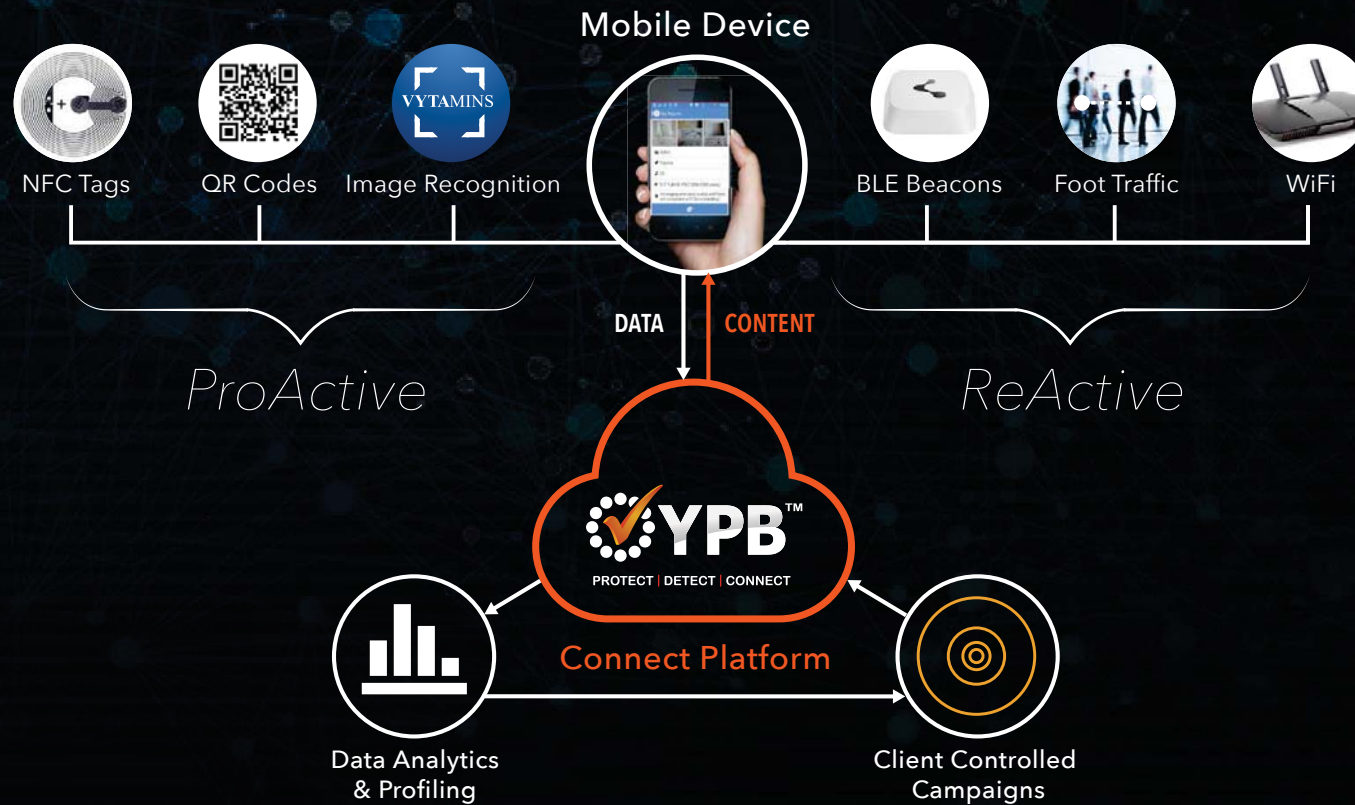 Mobile Device
VYTAMINS
NFC Tags
QR Codes
Image Recognition
BLE Beacons
Foot Traffic
WiFi
DATA
CONTENT
ProActive
ReActive
YPB™
PROTECT | DETECT | CONNECT
Connect Platform
Data Analytics
& Profiling
Client Controlled
Campaigns